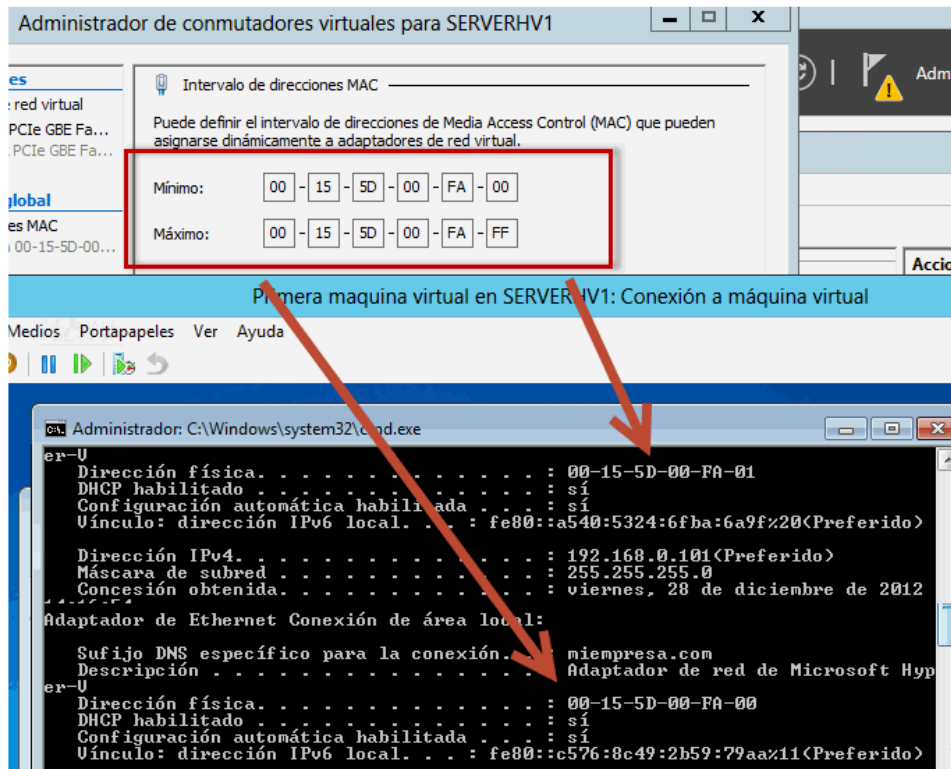 Administrador de conmutadores virtuales para SERVERHV1
es
red virtual
PCIe GBE Fa...
PCIe GBE Fa...
global
es MAC
00-15-5D-00...
Intervalo de direcciones MAC
Puede definir el intervalo de direcciones de Media Access Control (MAC) que pueden
asignarse dinámicamente a adaptadores de red virtual.
Mínimo: 00 - 15 - 5D - 00 - FA - 00
Máximo: 00 - 15 - 5D - 00 - FA - FF
Adm
Accio
Primera maquina virtual en SERVERHV1: Conexión a máquina virtual
Medios Portapapeles Ver Ayuda
Administrador: C:\Windows\system32\cmd.exe
er-V
Dirección física. . . . . . . . . . . . . : 00-15-5D-00-FA-01
DHCP habilitado . . . . . . . . . . . . . : sí
Configuración automática habilitada . . . : sí
Vínculo: dirección IPv6 local. . . : fe80::a540:5324:6fba:6a9f%20(Preferido)
Dirección IPv4. . . . . . . . . . . . . . : 192.168.0.101(Preferido)
Máscara de subred . . . . . . . . . . . . : 255.255.255.0
Concesión obtenida. . . . . . . . . . . . : viernes, 28 de diciembre de 2012
Adaptador de Ethernet Conexión de área local:
Sufijo DNS específico para la conexión. . : miempresa.com
Descripción . . . . . . . . . . . . . . . : Adaptador de red de Microsoft Hyp
er-V
Dirección física. . . . . . . . . . . . . : 00-15-5D-00-FA-00
DHCP habilitado . . . . . . . . . . . . . : sí
Configuración automática habilitada . . . : sí
Vínculo: dirección IPv6 local. . . : fe80::c576:8c49:2b59:79aa%11(Preferido)